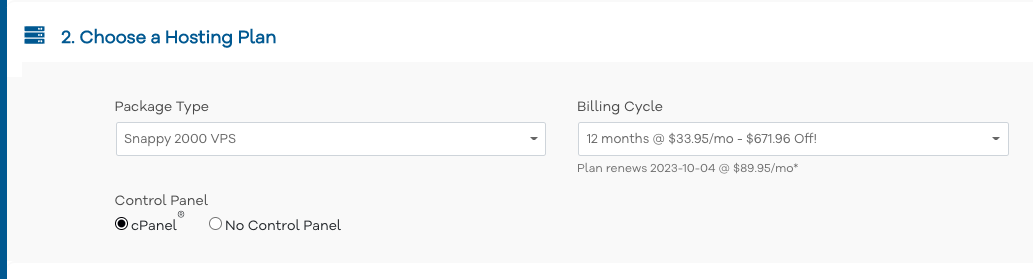 2. Choose a Hosting Plan
Package Type
Snappy 2000 VPS
Billing Cycle
12 months @ $33.95/mo - $671.96 Off!
Plan renews 2023-10-04 @ $89.95/mo*
Control Panel
cPanel® No Control Panel